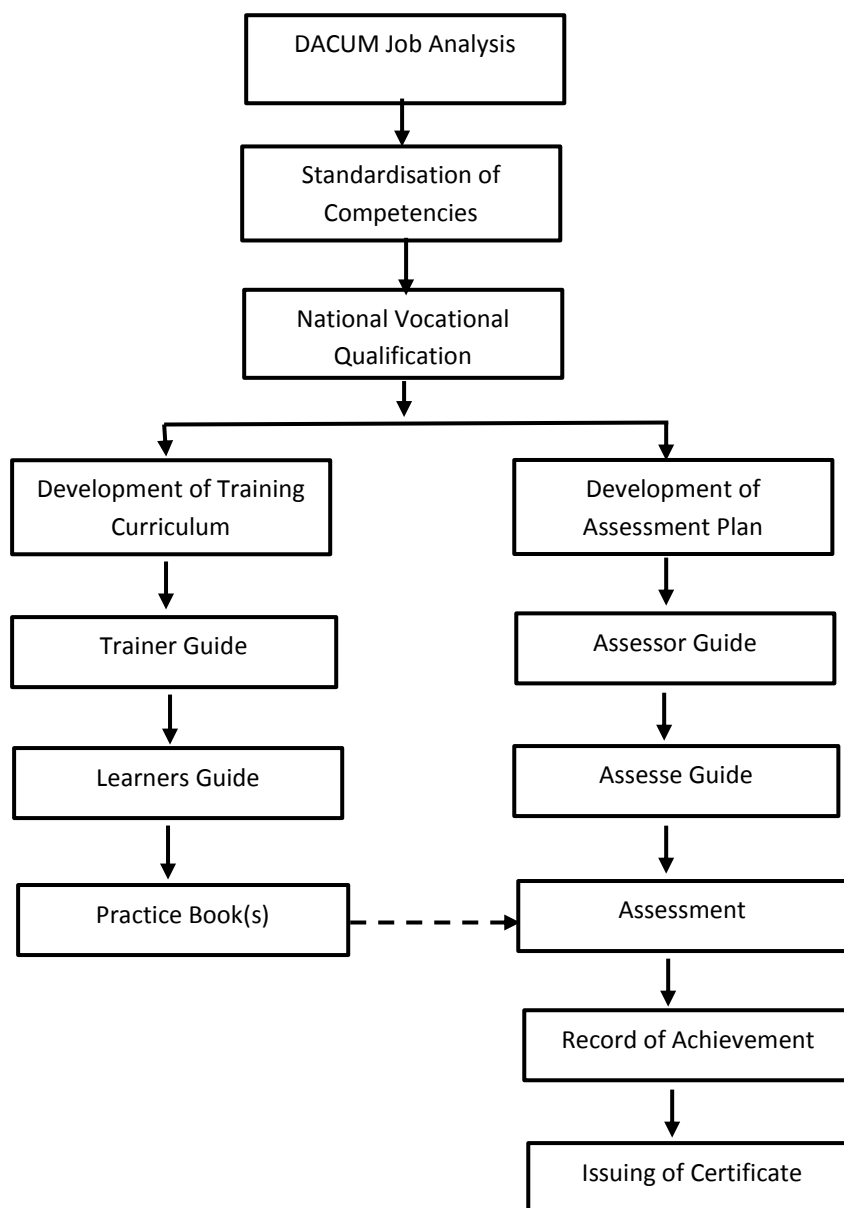 DACUM Job Analysis
Standardisation of
Competencies
National Vocational
Qualification
Development of Training
Curriculum
Development of
Assessment Plan
Trainer Guide
Assessor Guide
Learners Guide
Assesse Guide
Practice Book(s)
Assessment
Record of Achievement
Issuing of Certificate